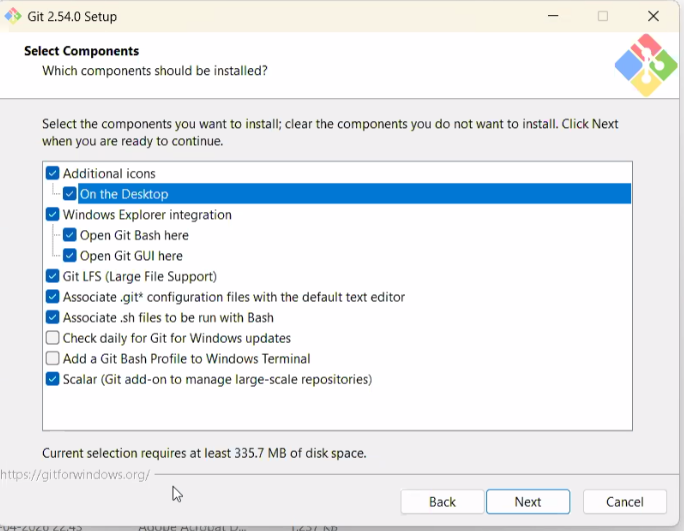 Git 2.54.0 Setup
Select Components
Which components should be installed?
Select the components you want to install; clear the components you do not want to install. Click Next
when you are ready to continue.
Additional icons
On the Desktop
Windows Explorer integration
Open Git Bash here
Open Git GUI here
Git LFS (Large File Support)
Associate .git* configuration files with the default text editor
Associate .sh files to be run with Bash
Check daily for Git for Windows updates
Add a Git Bash Profile to Windows Terminal
Scalar (Git add-on to manage large-scale repositories)
Current selection requires at least 335.7 MB of disk space.
https://gitforwindows.org/
Back
Next
Cancel